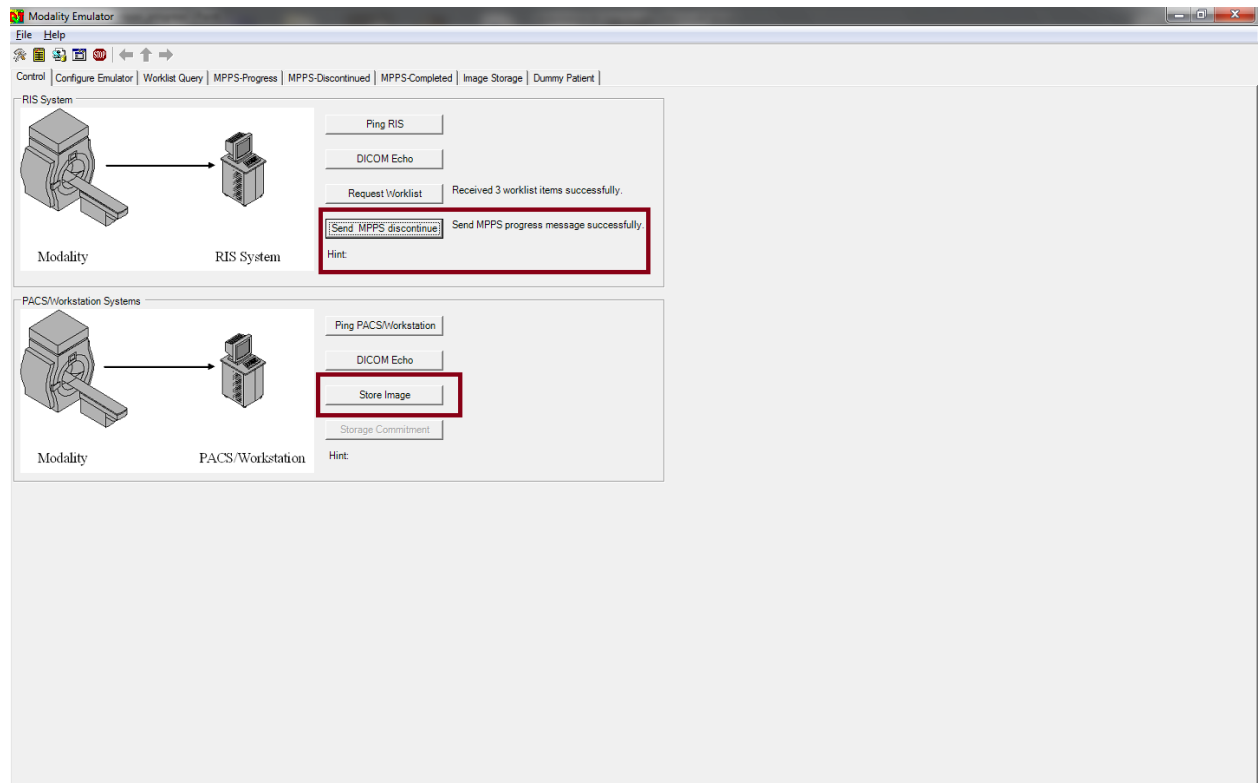 Modality Emulator
File Help
STOP
Control Configure Emulator Worklist Query MPPS-Progress MPPS-Discontinued MPPS-Completed Image Storage Dummy Patient
RIS System
Ping RIS
DICOM Echo
Request Worklist Received 3 worklist items successfully.
Send MPPS discontinue Send MPPS progress message successfully.
Modality RIS System Hint:
PACS/Workstation Systems
Ping PACS/Workstation
DICOM Echo
Store Image
Storage Commitment
Modality PACS/Workstation Hint: